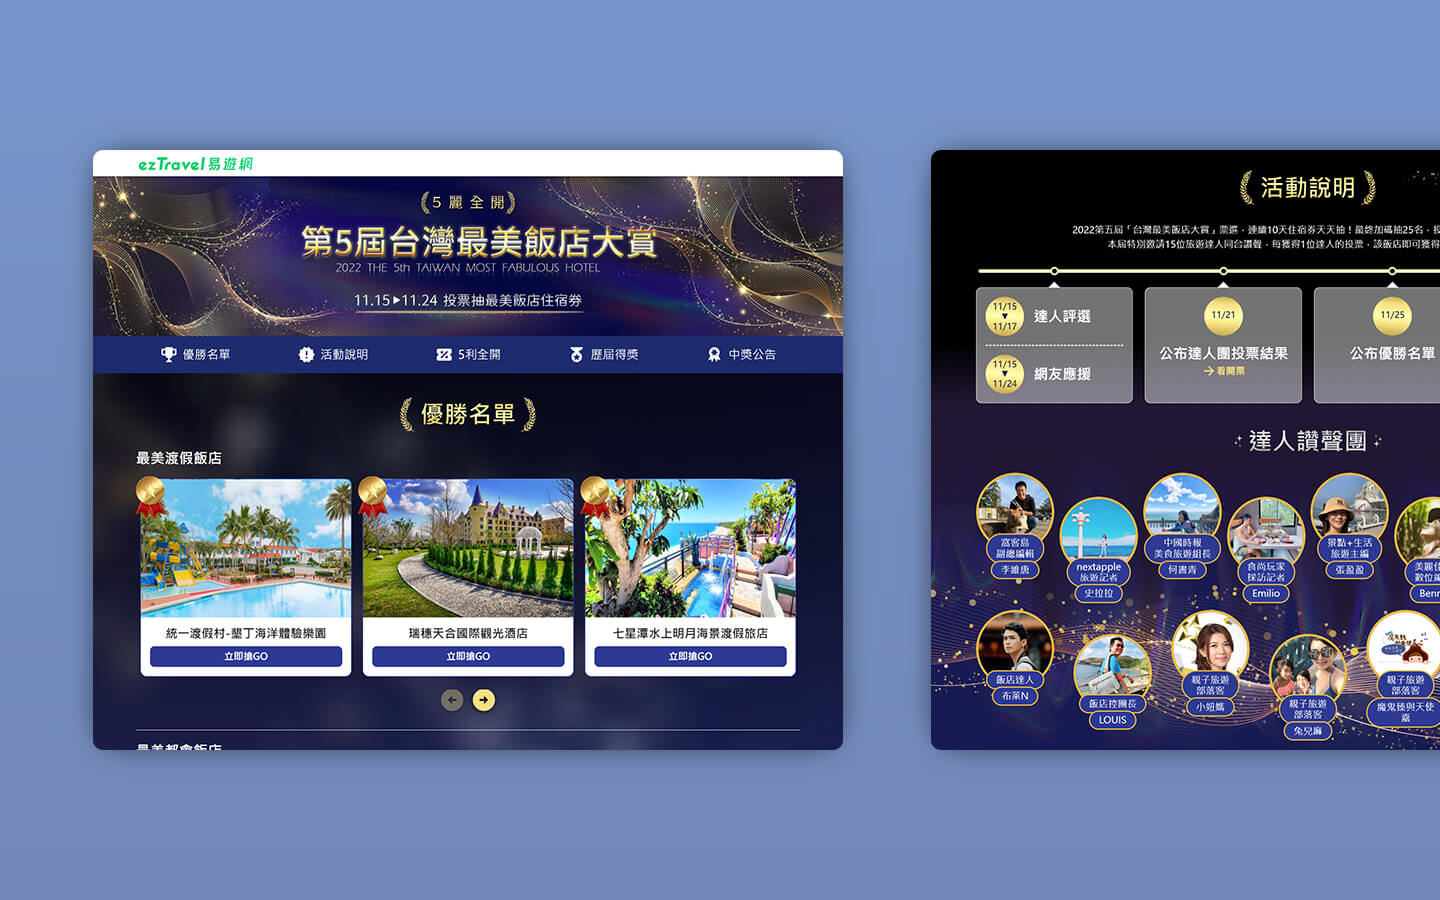 ezTravel易遊網
5麗全開
第5屆台灣最美飯店大賞
2022 THE 5th TAIWAN MOST FABULOUS HOTEL
11.15▶11.24 投票抽最美飯店住宿券
優勝名單
活動說明
5利全開
歷屆得獎
中獎公告
優勝名單
最美渡假飯店
統一渡假村-墾丁海洋體驗樂園
立即搶GO
瑞穗天合國際觀光酒店
立即搶GO
七星潭水上明月海景渡假旅店
立即搶GO
最美都會飯店
活動說明
2022第五屆「台灣最美飯店大賞」票選，連續10天住宿券天天抽！最終加碼抽25名，投
本屆特別邀請15位旅遊達人同台讚聲，每獲得1位達人的投票，該飯店即可獲得
11/15
▼
11/17
達人評選
11/15
▼
11/24
網友應援
11/21
公布達人團投票結果
→看開票
11/25
公布優勝名單
達人讚聲團
富客島
副總編輯
李維唐
nextapple
旅遊記者
史拉拉
中國時報
美食旅遊組長
何書青
食尚玩家
採訪記者
Emilio
景點+生活
旅遊主編
張盈盈
美麗佳
數位編
Benn
飯店達人
布萊N
飯店控團長
LOUIS
親子旅遊
部落客
小妞媽
親子旅遊
部落客
兔兒麻
親子旅遊
部落客
魔鬼臻與天使
嘉